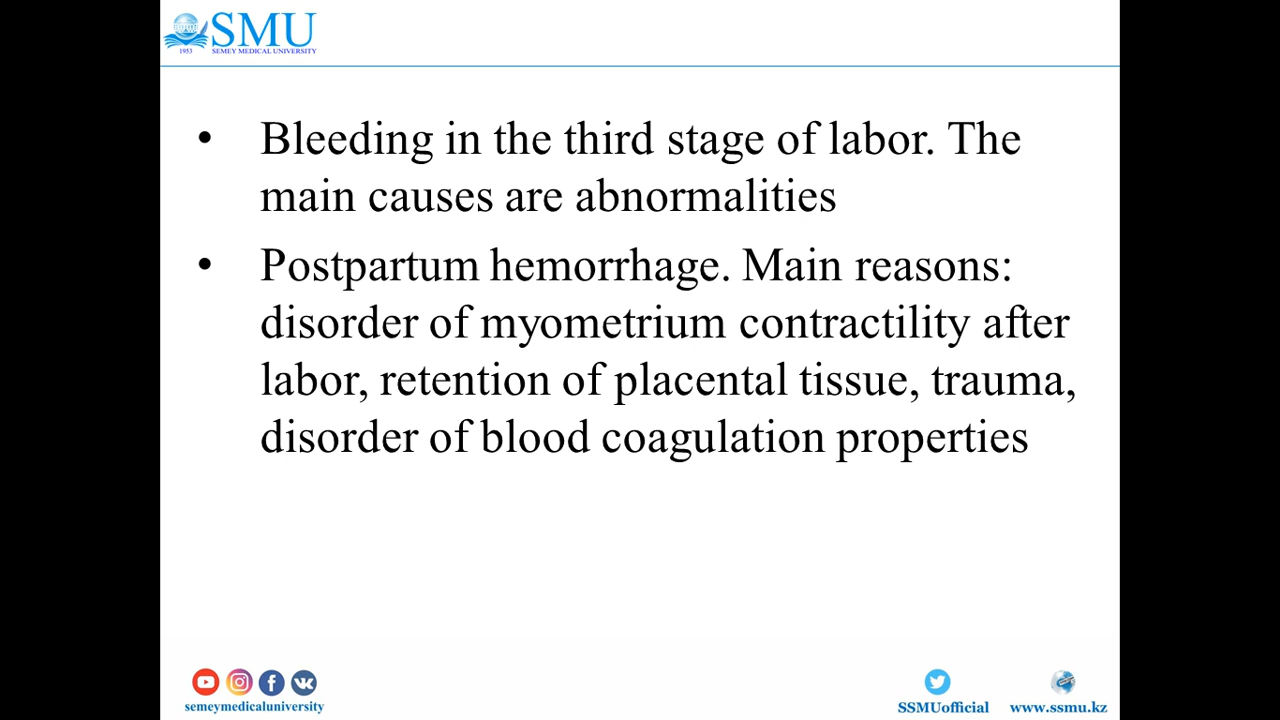 SMU
1953 SEMEY MEDICAL UNIVERSITY
• Bleeding in the third stage of labor. The
main causes are abnormalities
• Postpartum hemorrhage. Main reasons:
disorder of myometrium contractility after
labor, retention of placental tissue, trauma,
disorder of blood coagulation properties
semeymedicaluniversity
SSMUofficial
www.ssmu.kz